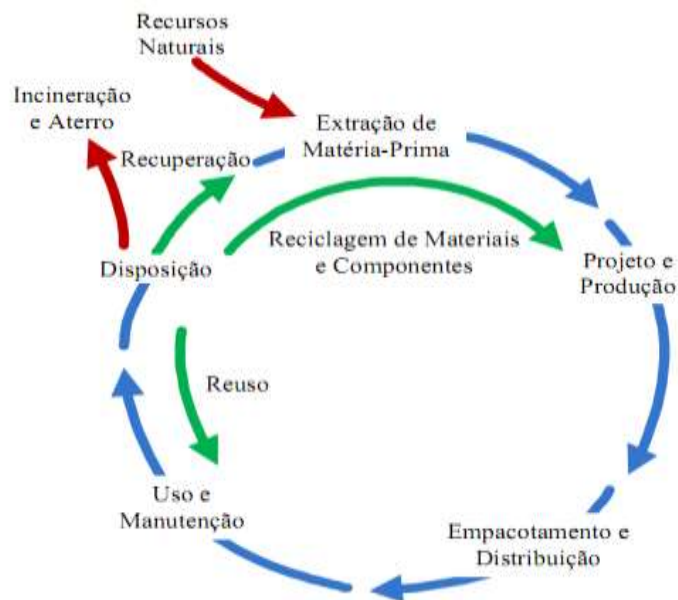 Recursos
Naturais
Incineração
e Aterro
Extração de
Matéria-Prima
Recuperação
Reciclagem de Materiais
e Componentes
Projeto e
Produção
Disposição
Reuso
Uso e
Manutenção
Empacotamento e
Distribuição